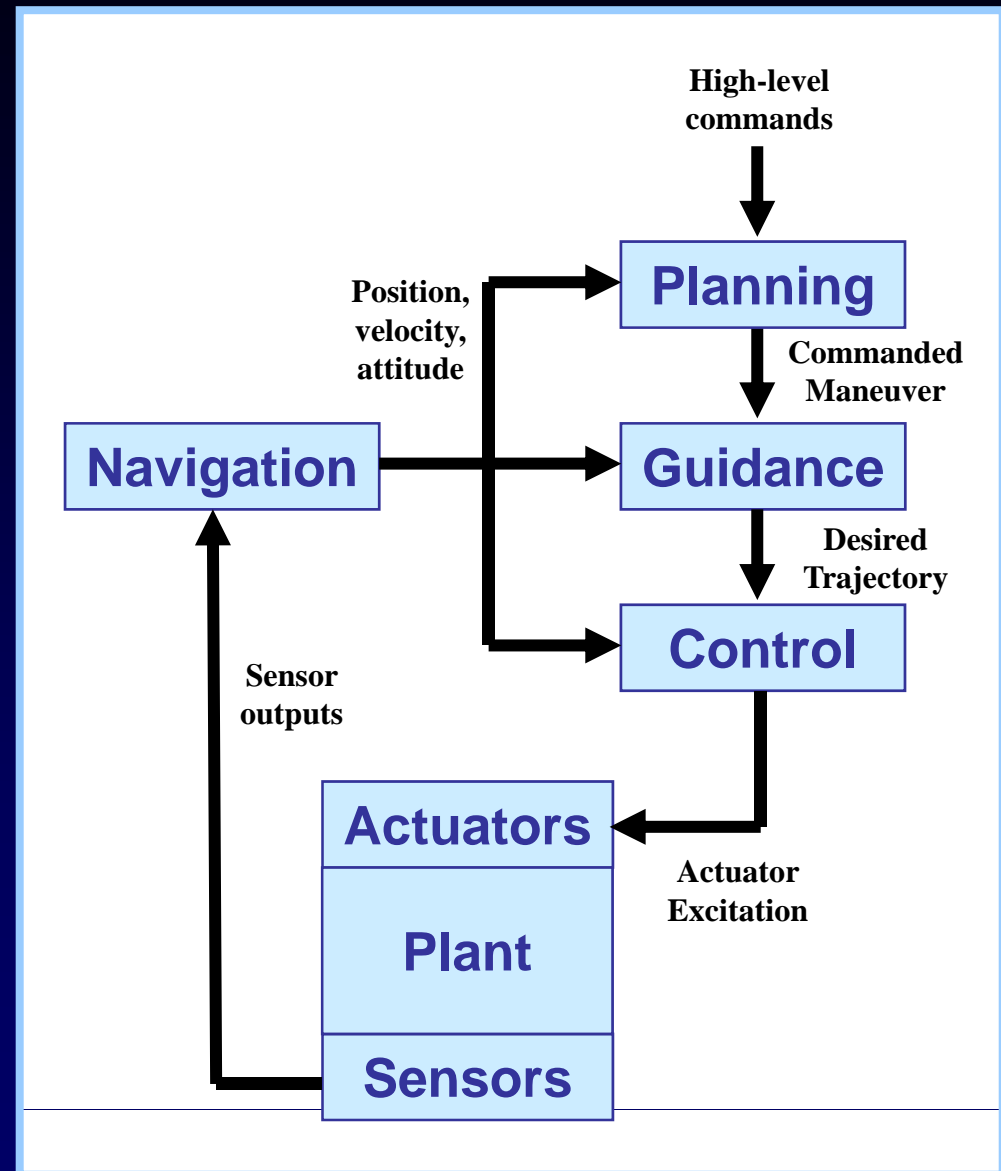 High-level
commands
Planning
Position,
velocity,
attitude
Commanded
Maneuver
Navigation
Guidance
Desired
Trajectory
Control
Sensor
outputs
Actuators
Actuator
Excitation
Plant
Sensors